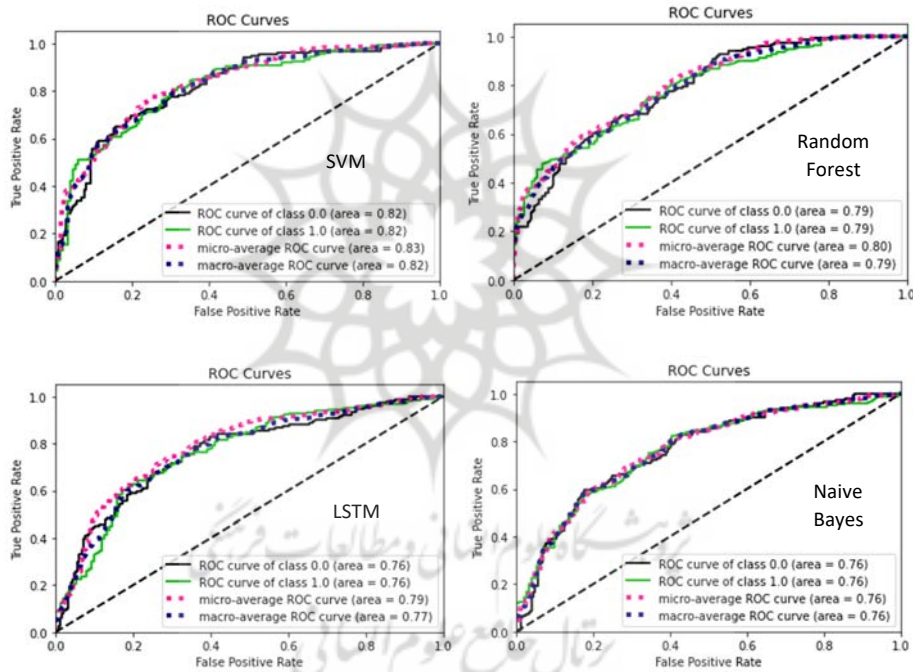 ROC Curves
True Positive Rate
1.0
0.8
0.6
0.4
0.2
0.0
SVM
ROC curve of class 0.0 (area = 0.82)
ROC curve of class 1.0 (area = 0.82)
micro-average ROC curve (area = 0.83)
macro-average ROC curve (area = 0.82)
0.0 0.2 0.4 0.6 0.8 1.0
False Positive Rate
ROC Curves
True Positive Rate
1.0
0.8
0.6
0.4
0.2
0.0
Random
Forest
ROC curve of class 0.0 (area = 0.79)
ROC curve of class 1.0 (area = 0.79)
micro-average ROC curve (area = 0.80)
macro-average ROC curve (area = 0.79)
0.0 0.2 0.4 0.6 0.8 1.0
False Positive Rate
ROC Curves
True Positive Rate
1.0
0.8
0.6
0.4
0.2
0.0
LSTM
ROC curve of class 0.0 (area = 0.76)
ROC curve of class 1.0 (area = 0.76)
micro-average ROC curve (area = 0.79)
macro-average ROC curve (area = 0.77)
0.0 0.2 0.4 0.6 0.8 1.0
False Positive Rate
ROC Curves
True Positive Rate
1.0
0.8
0.6
0.4
0.2
0.0
Naive
Bayes
ROC curve of class 0.0 (area = 0.76)
ROC curve of class 1.0 (area = 0.76)
micro-average ROC curve (area = 0.76)
macro-average ROC curve (area = 0.76)
0.0 0.2 0.4 0.6 0.8 1.0
False Positive Rate
پژوهشگاه علوم انسانی و مطالعات فرهنگی
پرتال جامع علوم انسانی